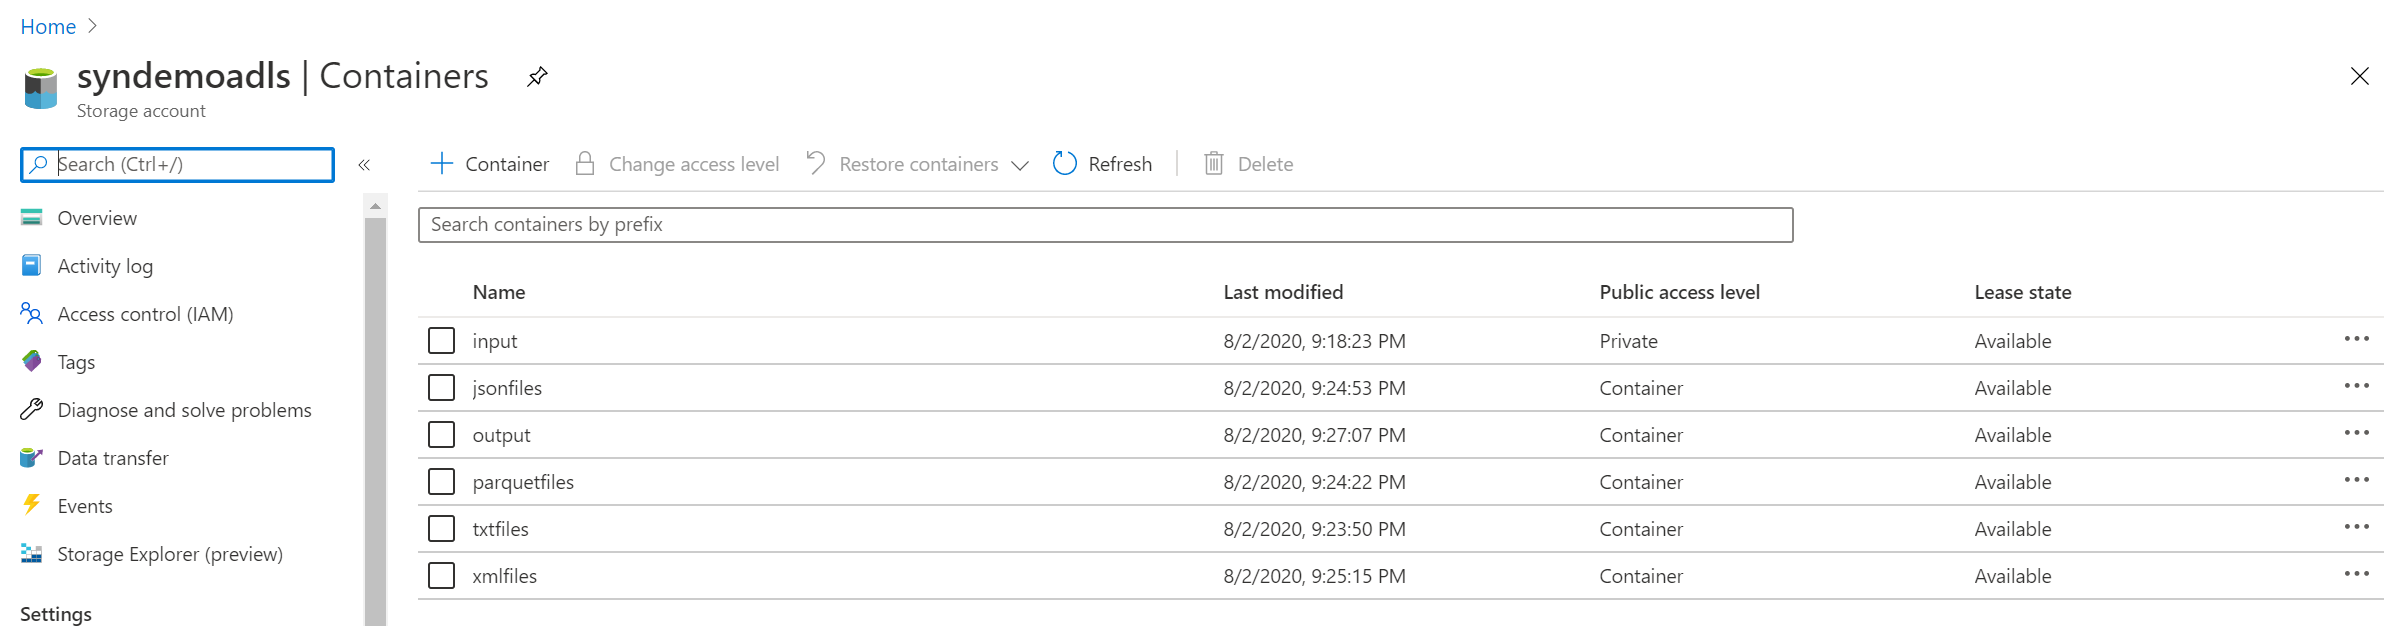 Home
syndemoadls | Containers
Storage account
Search (Ctrl+/)
Container Change access level Restore containers Refresh Delete
Search containers by prefix
Overview
Activity log
Access control (IAM)
Tags
Diagnose and solve problems
Data transfer
Events
Storage Explorer (preview)
Settings
Name Last modified Public access level Lease state
input 8/2/2020, 9:18:23 PM Private Available
jsonfiles 8/2/2020, 9:24:53 PM Container Available
output 8/2/2020, 9:27:07 PM Container Available
parquetfiles 8/2/2020, 9:24:22 PM Container Available
txtfiles 8/2/2020, 9:23:50 PM Container Available
xmlfiles 8/2/2020, 9:25:15 PM Container Available